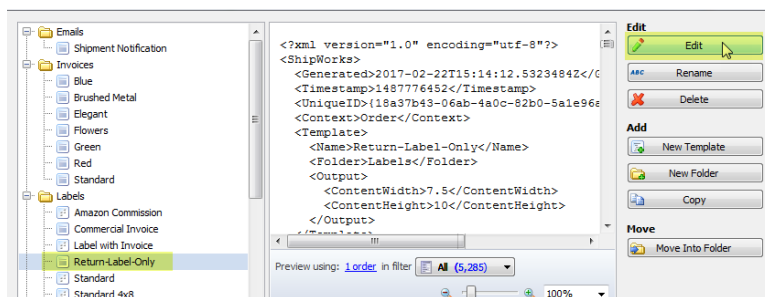 Emails
Shipment Notification
Invoices
Blue
Brushed Metal
Elegant
Flowers
Green
Red
Standard
Labels
Amazon Commission
Commercial Invoice
Label with Invoice
Return-Label-Only
Standard
Standard 4x8
<?xml version="1.0" encoding="utf-8"?>
<ShipWorks>
<Generated>2017-02-22T15:14:12.5323484Z</G
<Timestamp>1487776452</Timestamp>
<UniqueID>{18a37b43-06ab-4a0c-82b0-5a1e96a
<Context>Order</Context>
<Template>
<Name>Return-Label-Only</Name>
<Folder>Labels</Folder>
<Output>
<ContentWidth>7.5</ContentWidth>
<ContentHeight>10</ContentHeight>
</Output>
</Template>
Preview using: 1 order in filter All (5,285)
100%
Edit
Edit
ABC Rename
Delete
Add
New Template
New Folder
Copy
Move
Move Into Folder